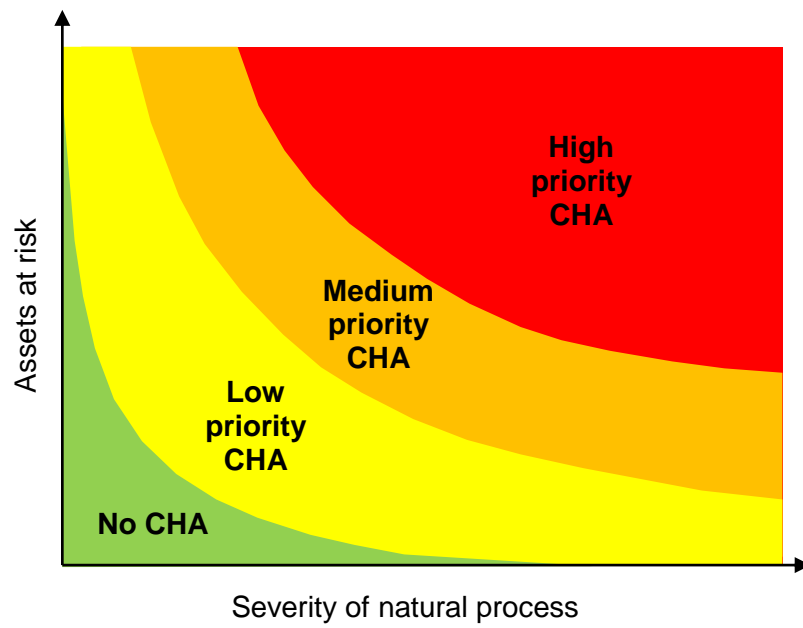 High
priority
CHA
Medium
priority
CHA
Low
priority
CHA
No CHA
Assets at risk
Severity of natural process